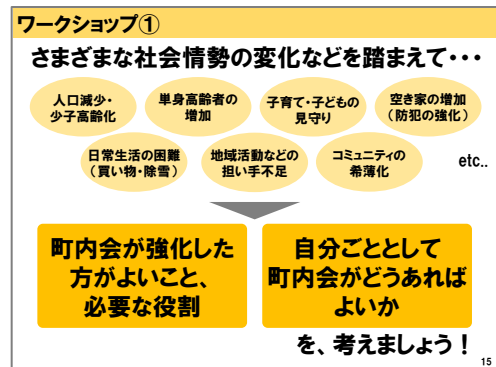 ワークショップ①
さまざまな社会情勢の変化などを踏まえて・・・
人口減少・
少子高齢化
単身高齢者の
増加
子育て・子どもの
見守り
空き家の増加
（防犯の強化）
日常生活の困難
（買い物・除雪）
地域活動などの
担い手不足
コミュニティの
希薄化
etc..
町内会が強化した
方がよいこと、
必要な役割
自分ごととして
町内会がどうあれば
よいか
を、考えましょう！
15